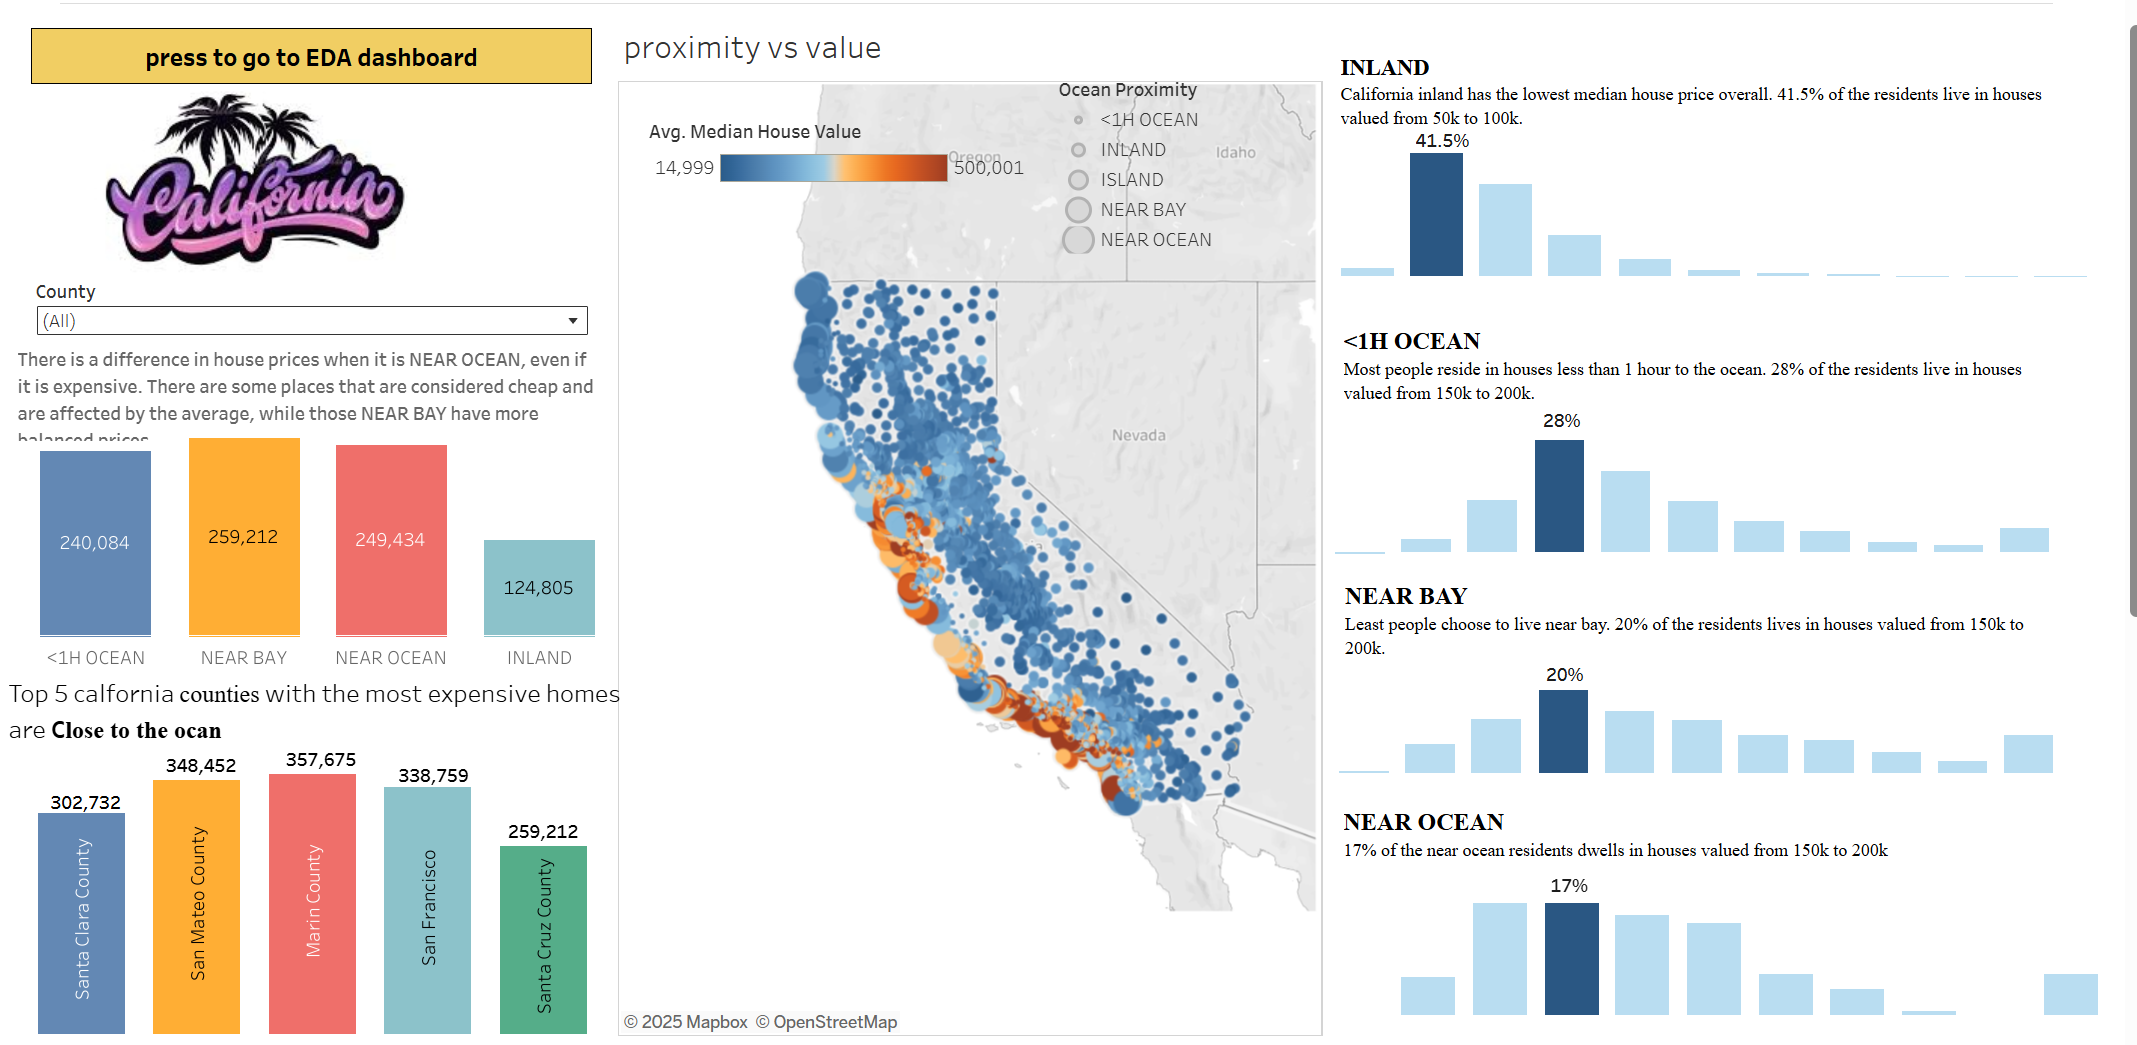 press to go to EDA dashboard
California
County
(All)
There is a difference in house prices when it is NEAR OCEAN, even if
it is expensive. There are some places that are considered cheap and
are affected by the average, while those NEAR BAY have more
balanced prices
240,084
259,212
249,434
124,805
<1H OCEAN
NEAR BAY
NEAR OCEAN
INLAND
Top 5 calfornia counties with the most expensive homes
are Close to the ocan
302,732
348,452
357,675
338,759
259,212
Santa Clara County
San Mateo County
Marin County
San Francisco
Santa Cruz County
proximity vs value
Avg. Median House Value
14,999
500,001
Ocean Proximity
<1H OCEAN
INLAND
ISLAND
NEAR BAY
NEAR OCEAN
Oregon
Idaho
Nevada
© 2025 Mapbox © OpenStreetMap
INLAND
California inland has the lowest median house price overall. 41.5% of the residents live in houses
valued from 50k to 100k.
41.5%
<1H OCEAN
Most people reside in houses less than 1 hour to the ocean. 28% of the residents live in houses
valued from 150k to 200k.
28%
NEAR BAY
Least people choose to live near bay. 20% of the residents lives in houses valued from 150k to
200k.
20%
NEAR OCEAN
17% of the near ocean residents dwells in houses valued from 150k to 200k
17%